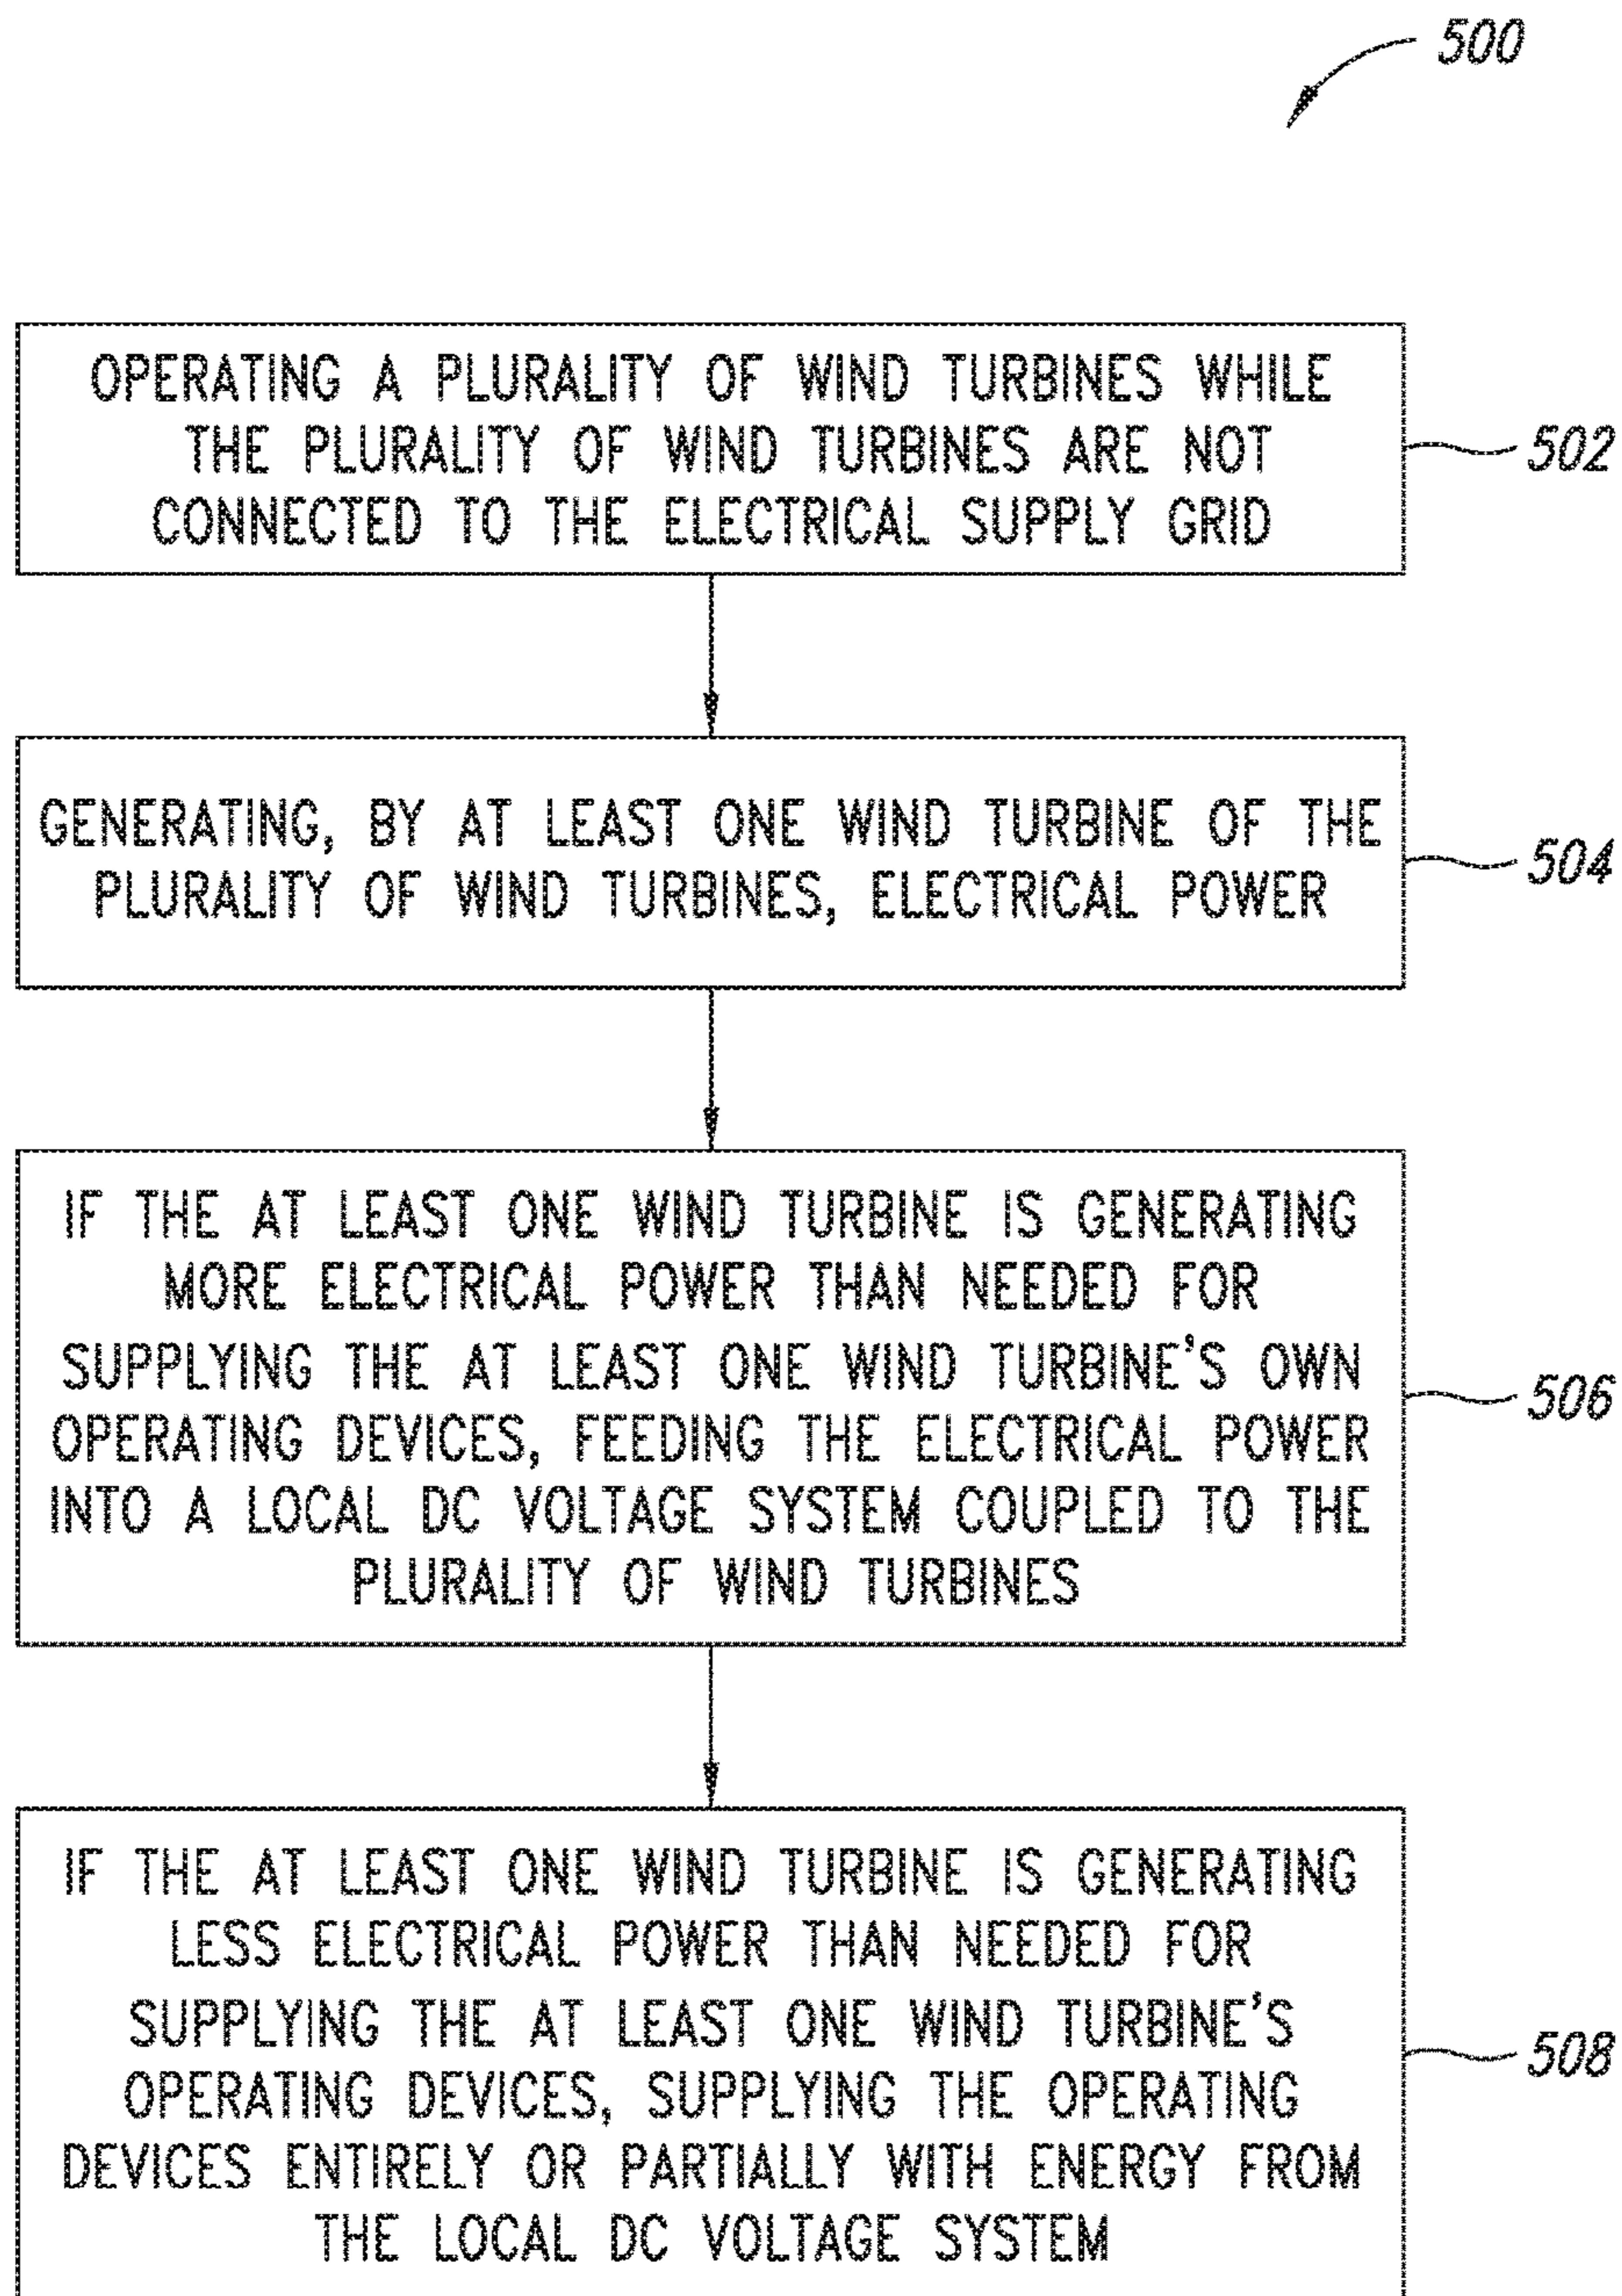 500
OPERATING A PLURALITY OF WIND TURBINES WHILE
THE PLURALITY OF WIND TURBINES ARE NOT
CONNECTED TO THE ELECTRICAL SUPPLY GRID
502
GENERATING, BY AT LEAST ONE WIND TURBINE OF THE
PLURALITY OF WIND TURBINES, ELECTRICAL POWER
504
IF THE AT LEAST ONE WIND TURBINE IS GENERATING
MORE ELECTRICAL POWER THAN NEEDED FOR
SUPPLYING THE AT LEAST ONE WIND TURBINE'S OWN
OPERATING DEVICES, FEEDING THE ELECTRICAL POWER
INTO A LOCAL DC VOLTAGE SYSTEM COUPLED TO THE
PLURALITY OF WIND TURBINES
506
IF THE AT LEAST ONE WIND TURBINE IS GENERATING
LESS ELECTRICAL POWER THAN NEEDED FOR
SUPPLYING THE AT LEAST ONE WIND TURBINE'S
OPERATING DEVICES, SUPPLYING THE OPERATING
DEVICES ENTIRELY OR PARTIALLY WITH ENERGY FROM
THE LOCAL DC VOLTAGE SYSTEM
508